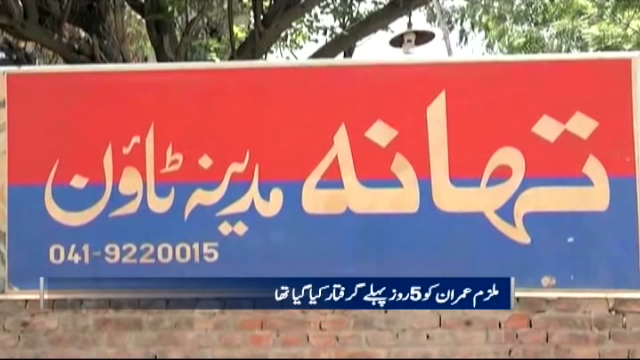 تھانہ مدینہ ٹاؤن
041-9220015
ملزم عمران کو 5 روز پہلے گرفتار کیا گیا تھا